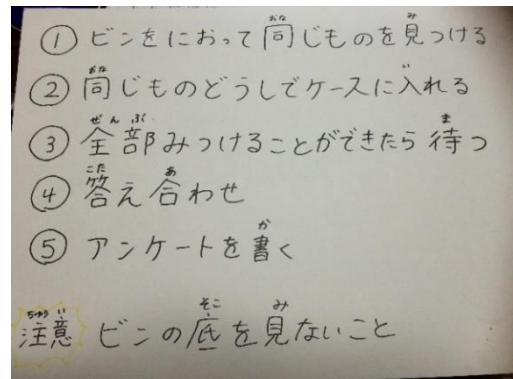 ① ビンをにおって同じものを見つける
② 同じものどうしでケースに入れる
③ 全部みつけることができたら待つ
④ 答え合わせ
⑤ アンケートを書く
注意 ビンの底を見ないこと